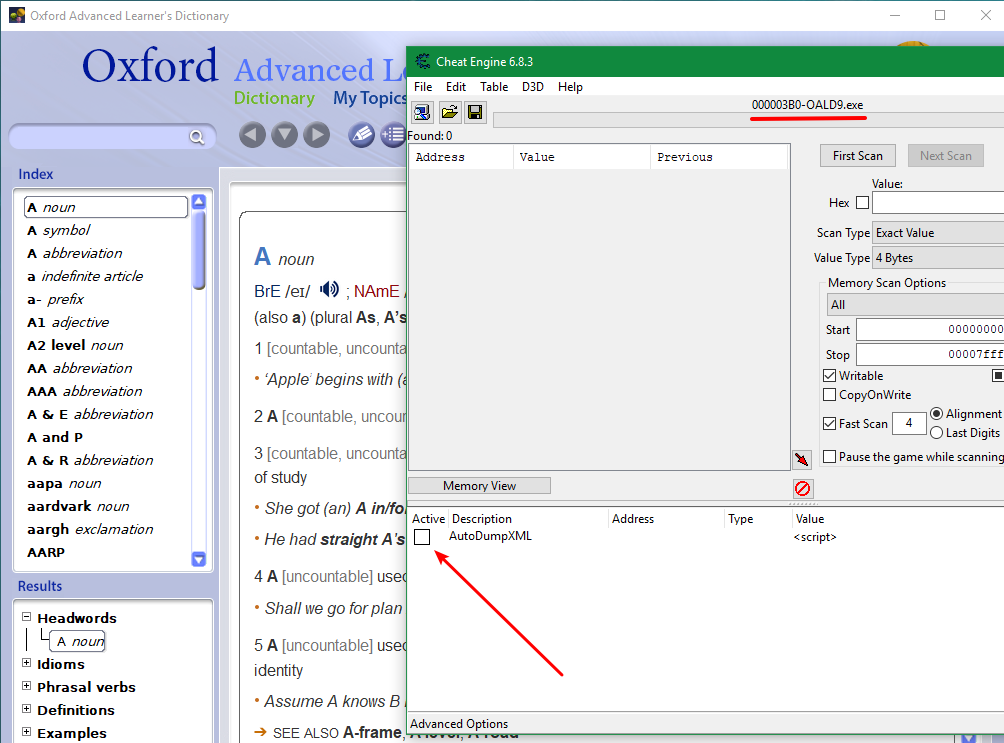 Oxford Advanced Learner's Dictionary
Oxford Advanced Le
Dictionary My Topics
Index
A noun
A symbol
A abbreviation
a indefinite article
a- prefix
A1 adjective
A2 level noun
AA abbreviation
AAA abbreviation
A & E abbreviation
A and P
A & R abbreviation
aapa noun
aardvark noun
aargh exclamation
AARP
Results
Headwords
A noun
Idioms
Phrasal verbs
Definitions
Examples
A noun
BrE /eɪ/ ; NAmE /
(also a) (plural As, A's
1 [countable, uncounta
• 'Apple' begins with (a
2 A [countable, uncoun
3 [countable, uncounta
of study
• She got (an) A in/for
• He had straight A's
4 A [uncountable] used
• Shall we go for plan
5 A [uncountable] used
identity
• Assume A knows B
➔ SEE ALSO A-frame, A level, A-road
Cheat Engine 6.8.3
File Edit Table D3D Help
000003B0-OALD9.exe
Found: 0
Address Value Previous
First Scan Next Scan
Value:
Hex
Scan Type Exact Value
Value Type 4 Bytes
Memory Scan Options
All
Start 00000000
Stop 00007fff
Writable
CopyOnWrite
Fast Scan 4 Alignment
Last Digits
Pause the game while scanning
Memory View
Active Description Address Type Value
AutoDumpXML <script>
Advanced Options